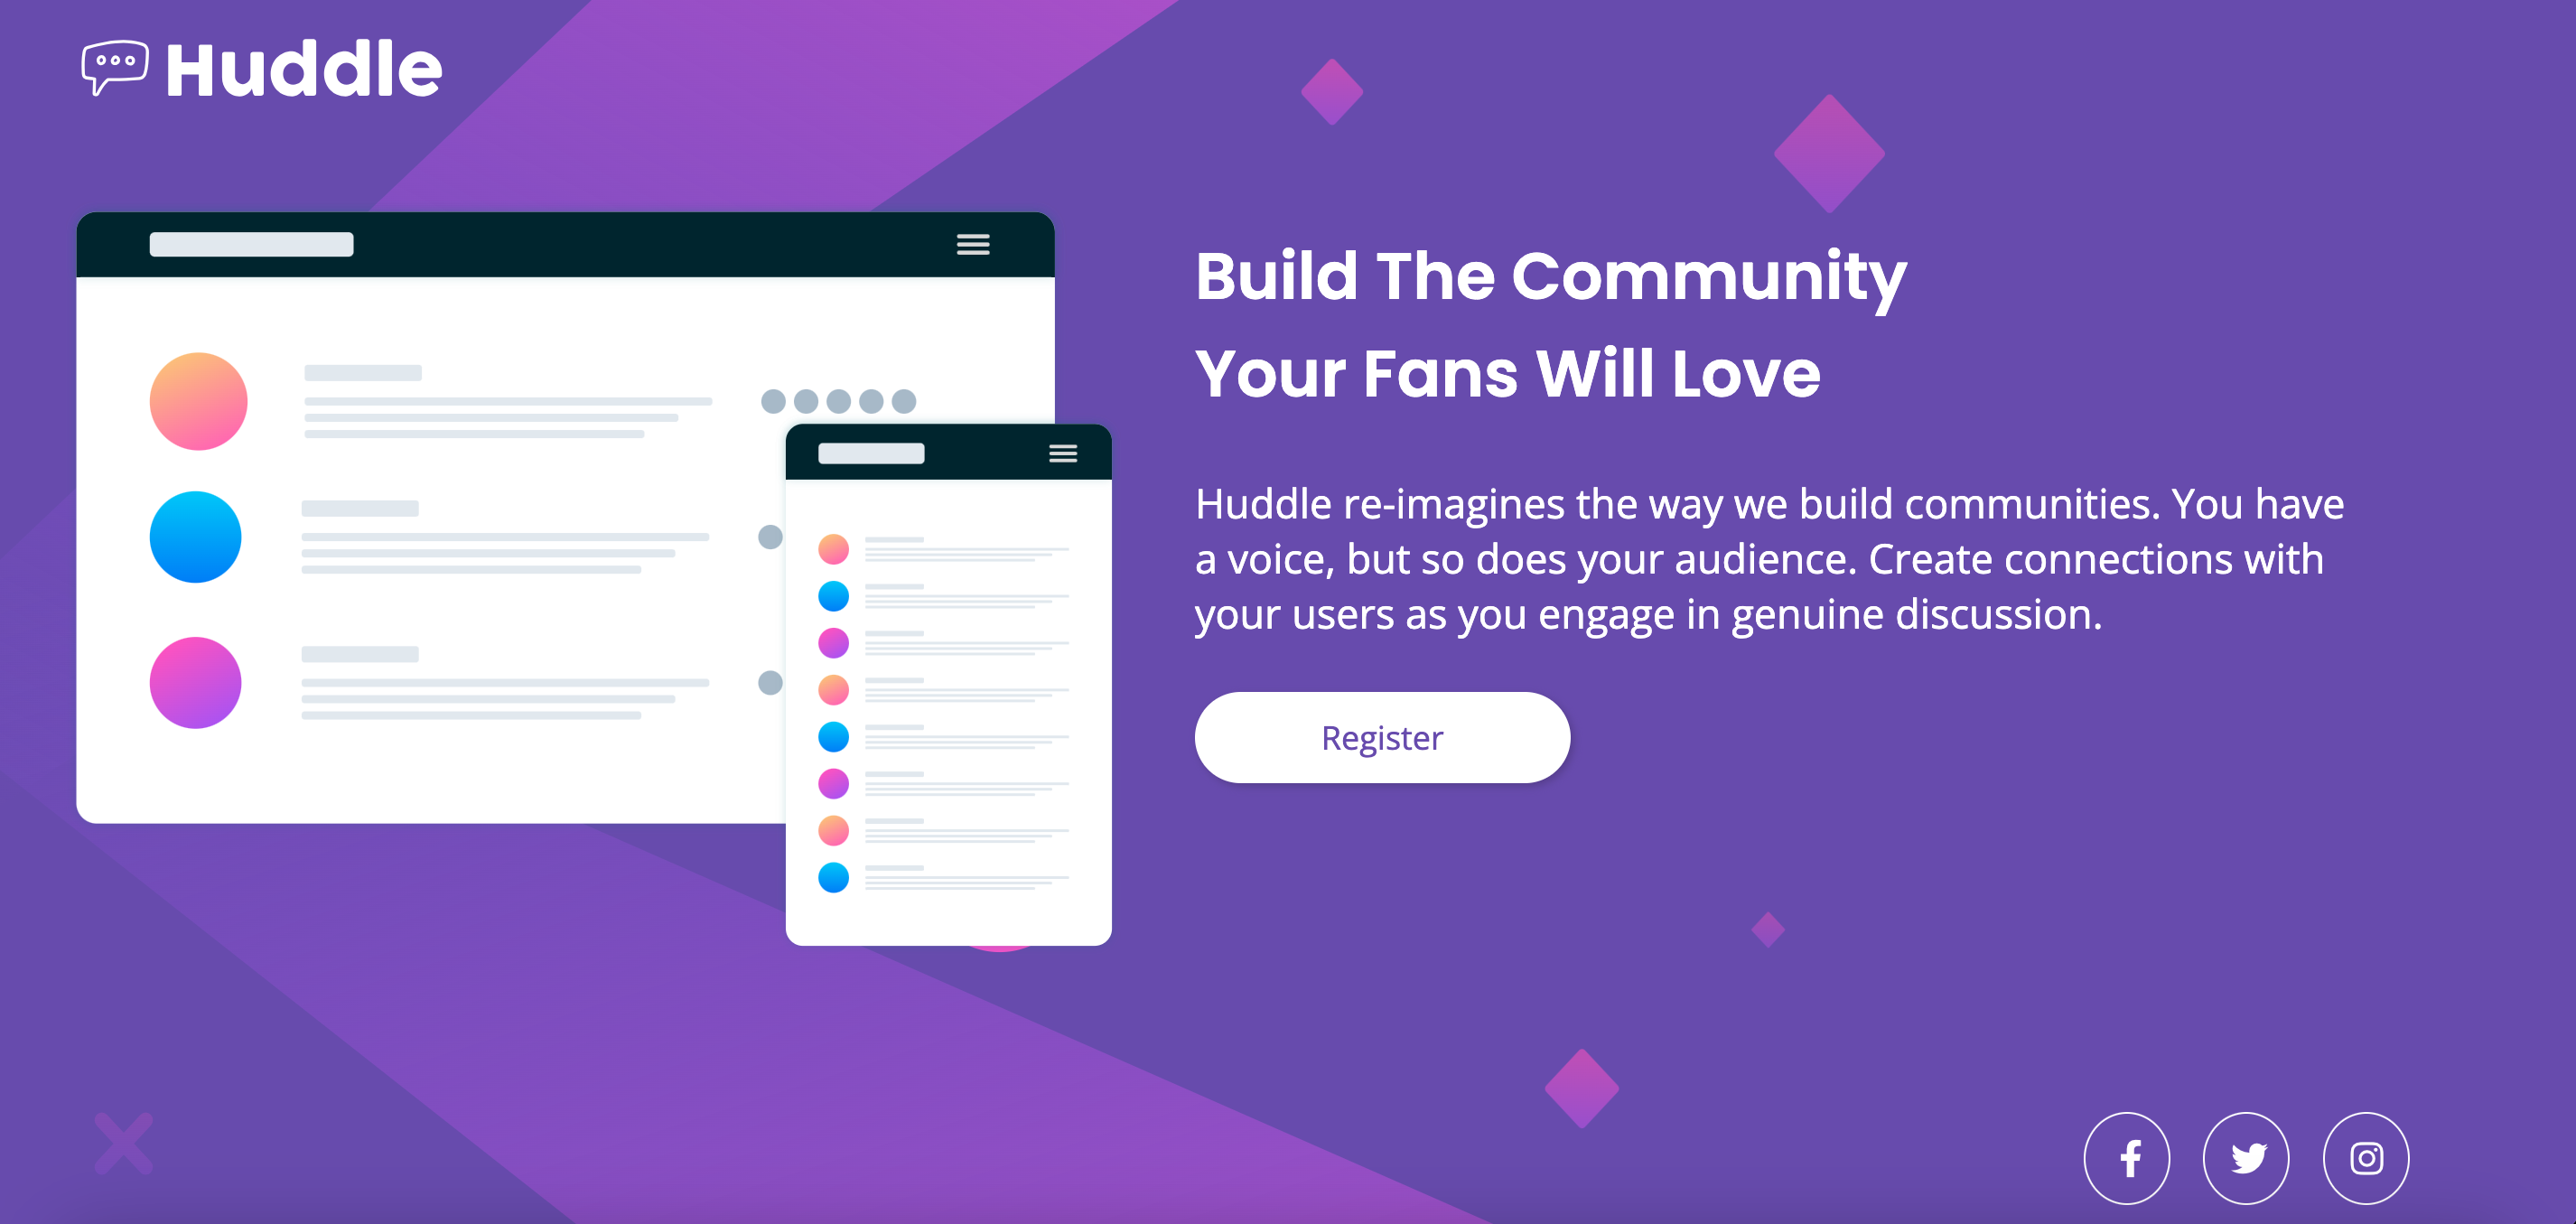 Huddle
Build The Community
Your Fans Will Love
Huddle re-imagines the way we build communities. You have
a voice, but so does your audience. Create connections with
your users as you engage in genuine discussion.
Register